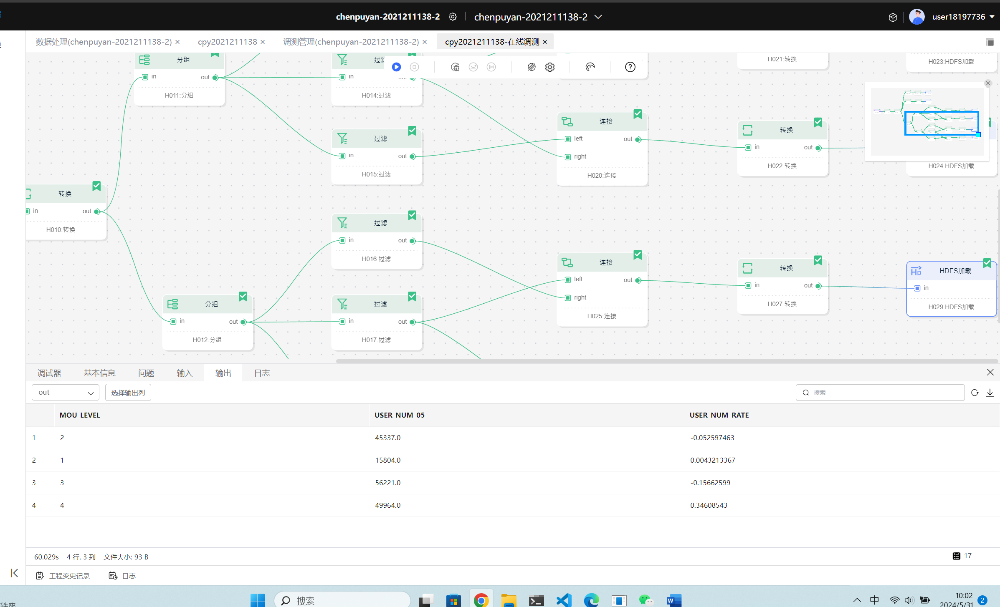 chenpuyan-2021211138-2
chenpuyan-2021211138-2
user18197736
数据处理(chenpuyan-2021211138-2)
cpy2021211138
调测管理(chenpuyan-2021211138-2)
cpy2021211138-在线调测
分组
in
out
H011:分组
in
H014:过滤
H021:转换
H023:HDFS加载
过滤
in
out
H015:过滤
连接
left
out
right
H020:连接
转换
in
out
H022:转换
H024:HDFS加载
转换
in
out
H010:转换
过滤
in
out
H016:过滤
连接
left
out
right
H025:连接
转换
in
out
H027:转换
HDFS加载
in
H029:HDFS加载
分组
in
out
H012:分组
过滤
in
out
H017:过滤
调试器
基本信息
问题
输入
输出
日志
out
选择输出列
搜索
MOU_LEVEL USER_NUM_05 USER_NUM_RATE
1 2 45337.0 -0.052597463
2 1 15804.0 0.0043213367
3 3 56221.0 -0.15662599
4 4 49964.0 0.34608543
60.029s 4 行, 3 列 文件大小: 93 B
17
工程变更记录
日志
搜索
中
10:02
2024/5/31
2